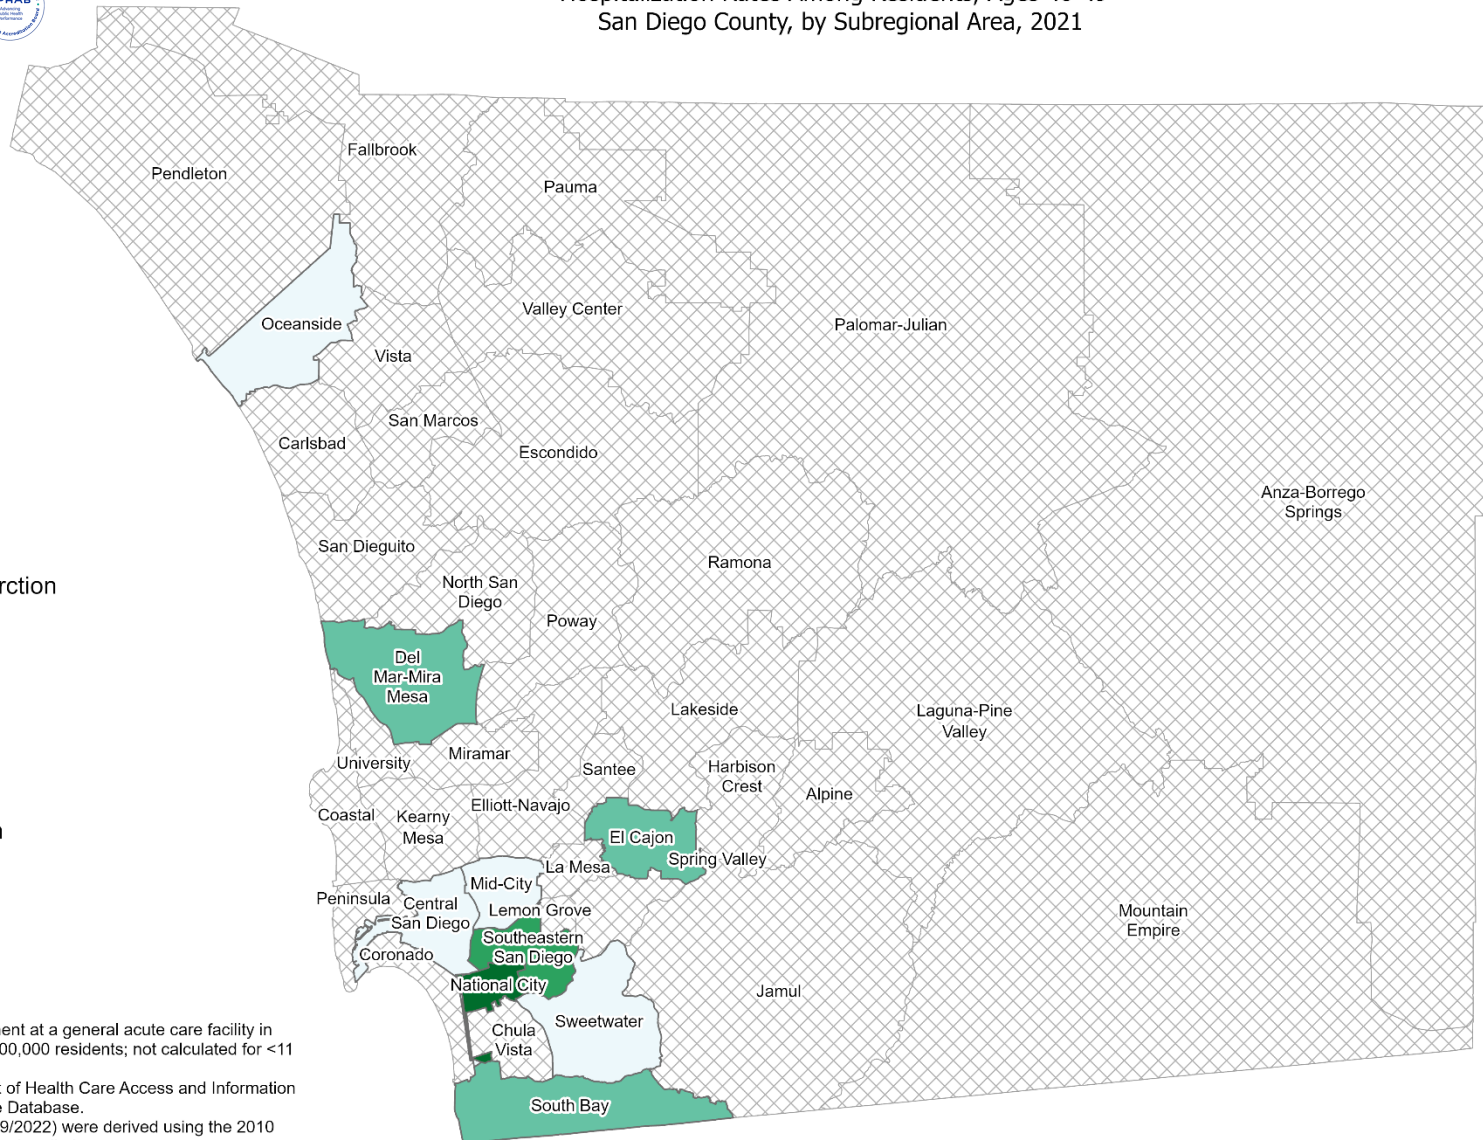 San Diego County, by Subregional Area, 2021
Advancing
Public Health
Performance
Fallbrook
Pendleton
Pauma
Valley Center
Oceanside
Palomar-Julian
Vista
San Marcos
Carlsbad
Escondido
Anza-Borrego
Springs
San Dieguito
Ramona
North San
Diego
rction
Poway
Del
Mar-Mira
Mesa
Lakeside
Laguna-Pine
Valley
Miramar
University
Santee
Harbison
Crest
Alpine
Elliott-Navajo
Coastal
Kearny
Mesa
El Cajon
Spring Valley
La Mesa
Mid-City
Peninsula
Central
San Diego
Lemon Grove
Mountain
Empire
Southeastern
San Diego
Coronado
National City
Jamul
Sweetwater
Chula
Vista
South Bay
ent at a general acute care facility in
00,000 residents; not calculated for <11
of Health Care Access and Information
Database.
9/2022) were derived using the 2010